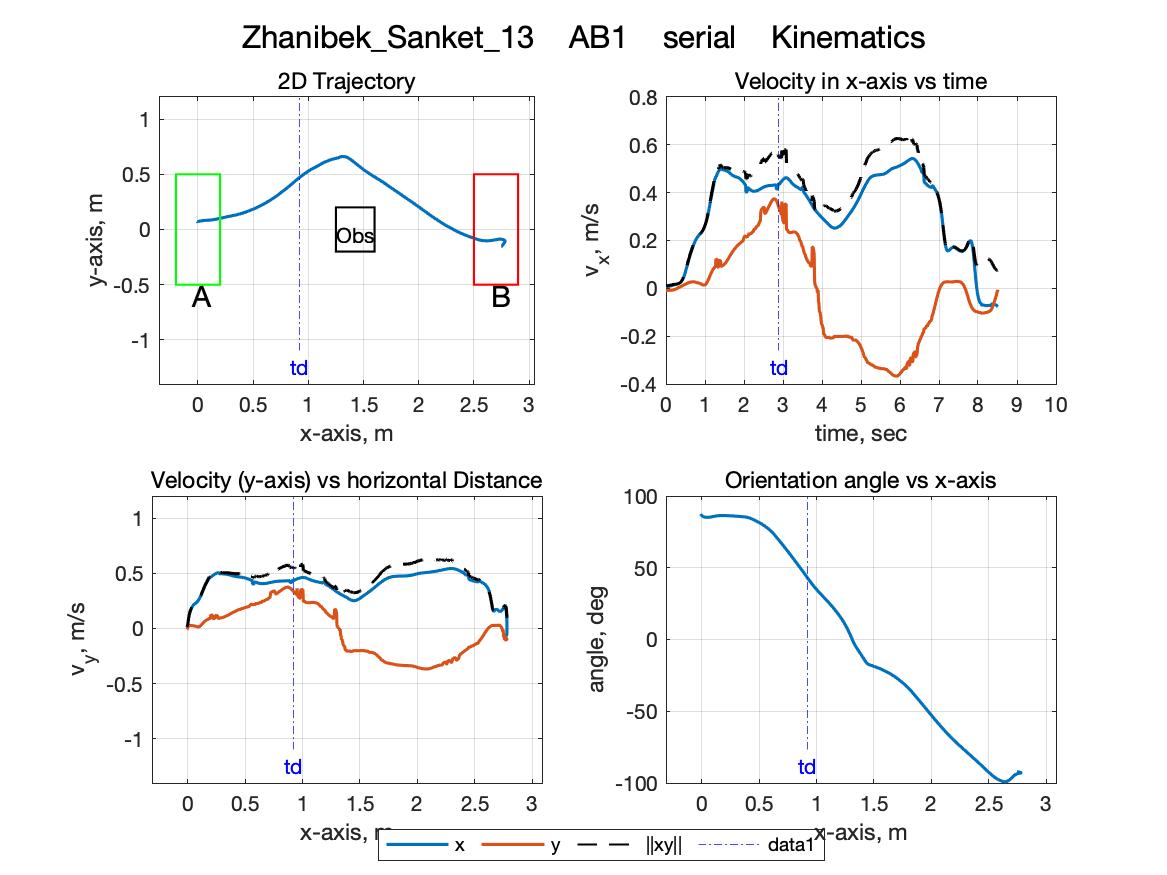 Zhanibek_Sanket_13 AB1 serial Kinematics
2D Trajectory
1
0.5
0
-0.5
-1
y-axis, m
A
Obs
B
td
0 0.5 1 1.5 2 2.5 3
x-axis, m
Velocity in x-axis vs time
0.8
0.6
0.4
0.2
0
-0.2
-0.4
v_x, m/s
td
0 1 2 3 4 5 6 7 8 9 10
time, sec
Velocity (y-axis) vs horizontal Distance
1
0.5
0
-0.5
-1
v_y, m/s
td
0 0.5 1 1.5 2 2.5 3
x-axis, m
Orientation angle vs x-axis
100
50
0
-50
-100
angle, deg
td
0 0.5 1 1.5 2 2.5 3
x-axis, m
x y ||xy|| data1